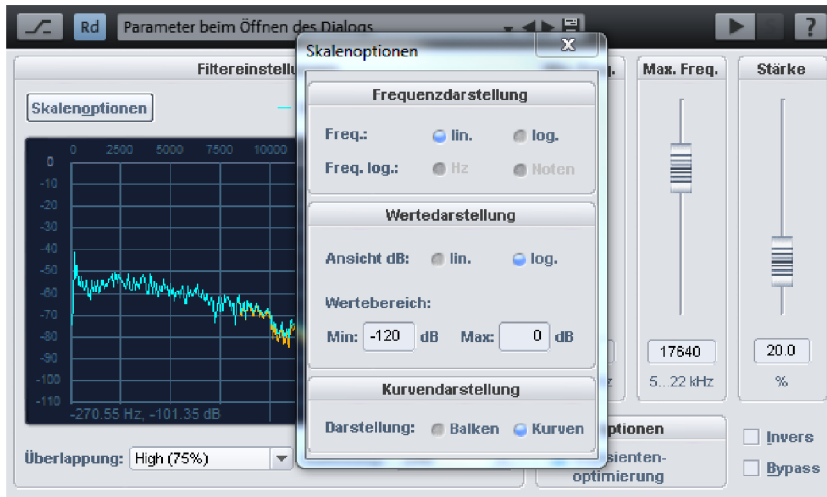 Rd Parameter beim Öffnen des Dialogs ?
Filtereinstellu
Skalenoptionen
0 2500 5000 7500 10000
0
-10
-20
-30
-40
-50
-60
-70
-80
-90
-100
-110
-270.55 Hz, -101.35 dB
Überlappung: High (75%)
Skalenoptionen X
Frequenzdarstellung
Freq.: lin. log.
Freq. log.: Hz Noten
Wertedarstellung
Ansicht dB: lin. log.
Wertebereich:
Min: -120 dB Max: 0 dB
Kurvendarstellung
Darstellung: Balken Kurven
Max. Freq.
17640
5...22 kHz
Stärke
20.0
%
ptionen
sienten-
optimierung
Invers
Bypass